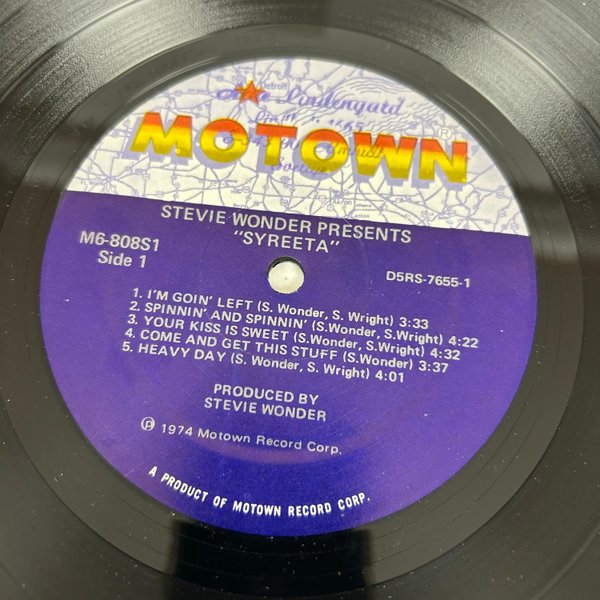 Detroit
Lindenyard
MOTOWN®
STEVIE WONDER PRESENTS
"SYREETA"
M6-808S1
Side 1
D5RS-7655-1
1. I'M GOIN' LEFT (S. Wonder, S. Wright) 3:33
2. SPINNIN' AND SPINNIN' (S.Wonder, S.Wright) 4:22
3. YOUR KISS IS SWEET (S. Wonder, S. Wright) 4:32
4. COME AND GET THIS STUFF (S.Wonder) 3:37
5. HEAVY DAY (S. Wonder, S. Wright) 4:01
PRODUCED BY
STEVIE WONDER
℗ 1974 Motown Record Corp.
A PRODUCT OF MOTOWN RECORD CORP.